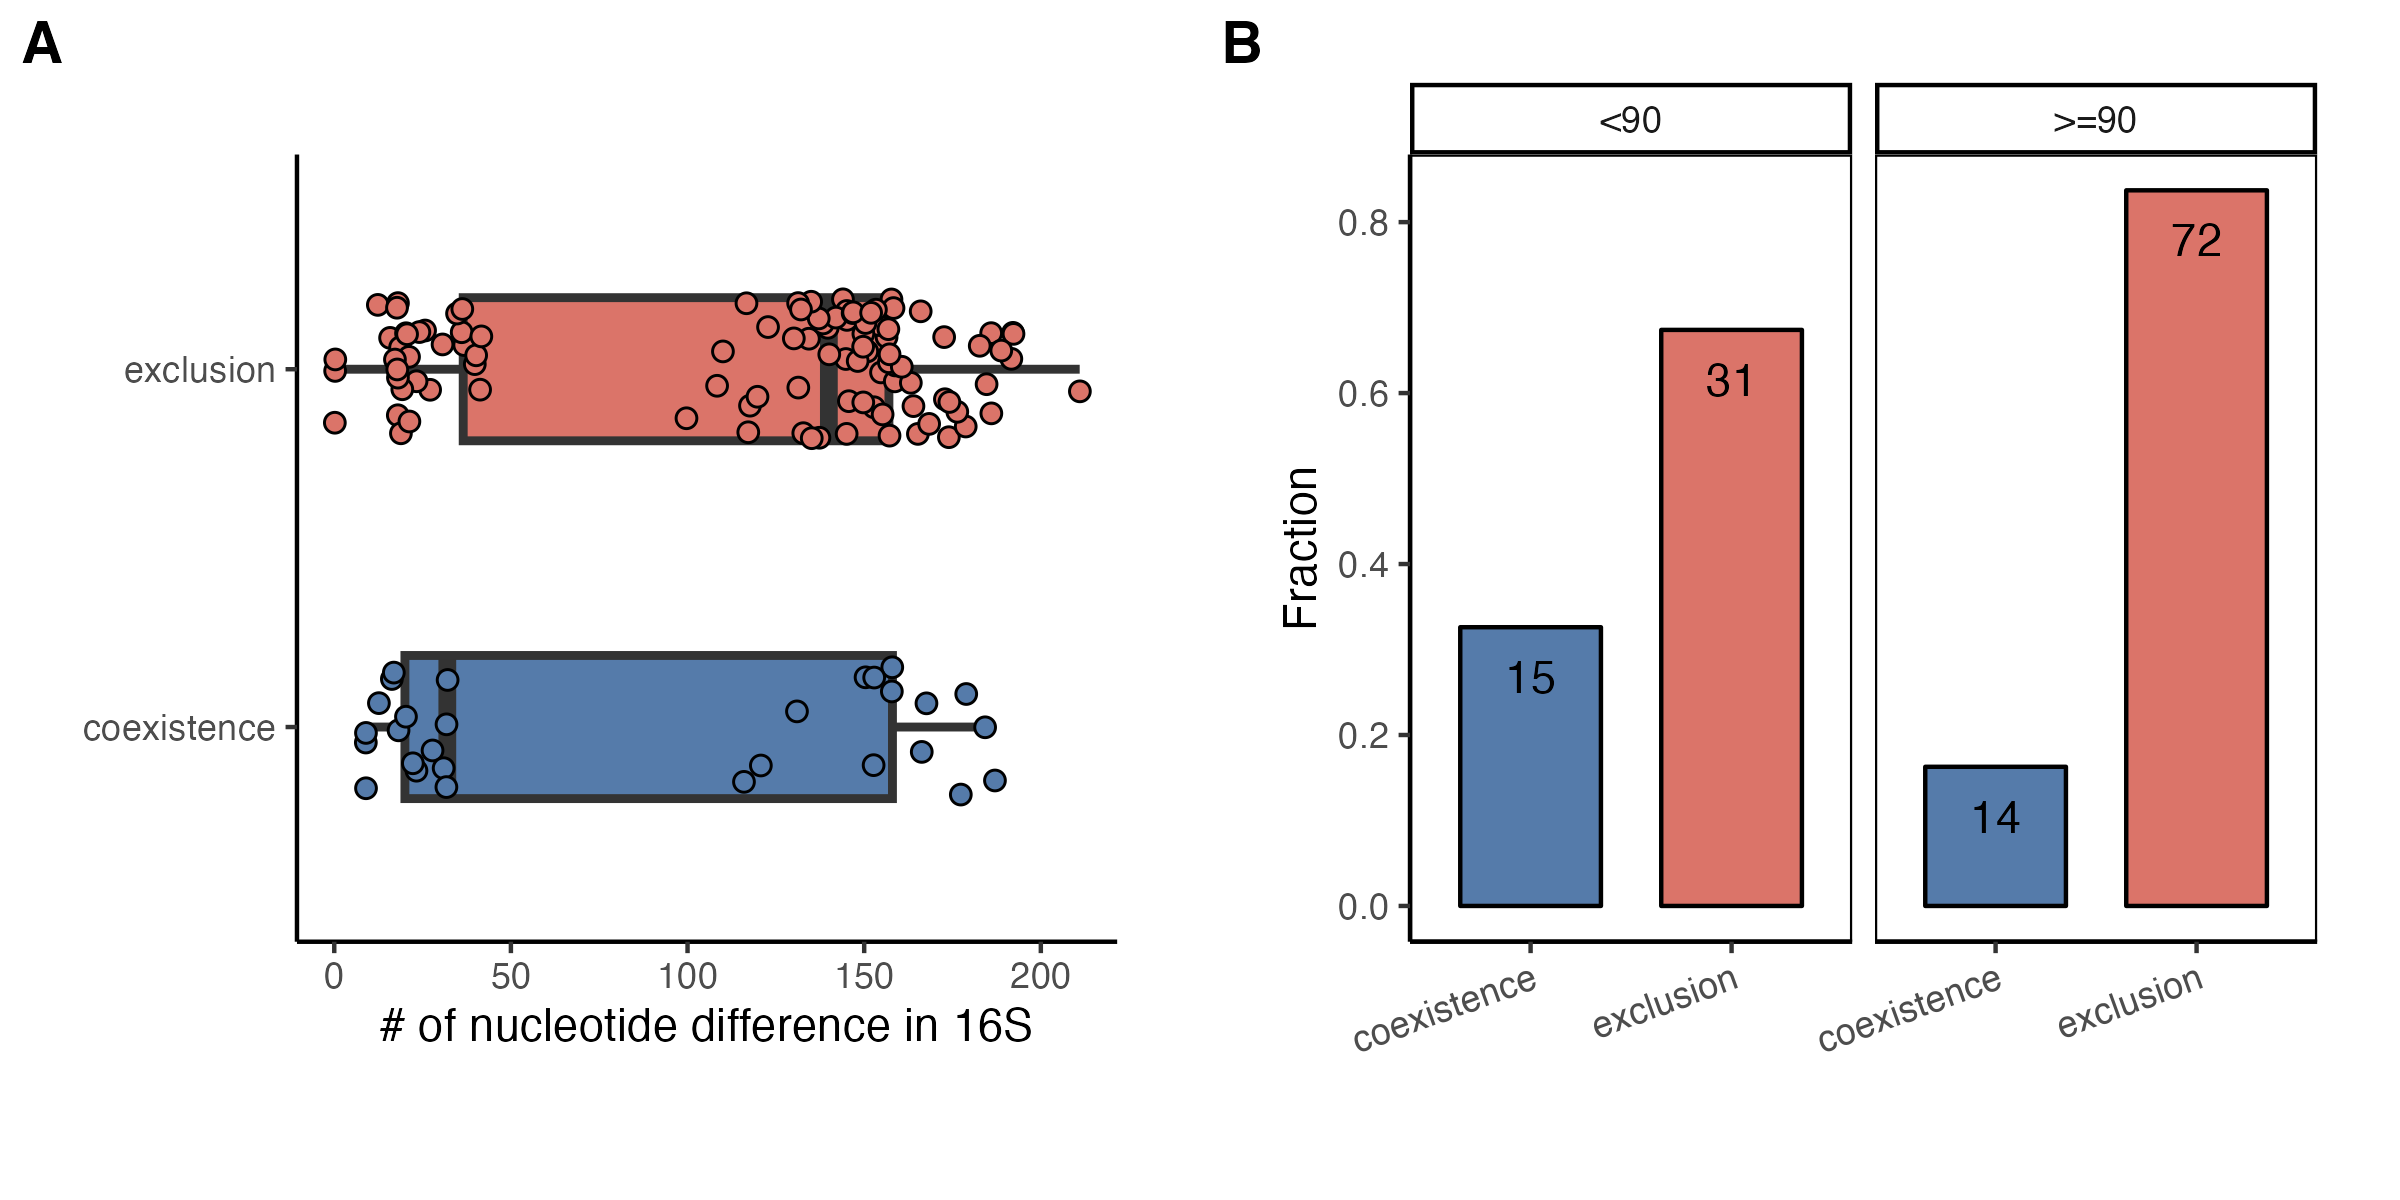 A
exclusion
coexistence
0 50 100 150 200
# of nucleotide difference in 16S
B
<90 >=90
Fraction
0.8
0.6
0.4
0.2
0.0
15 31 14 72
coexistence exclusion coexistence exclusion